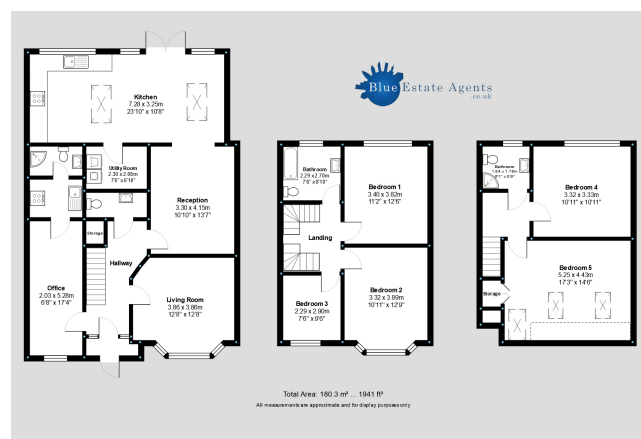 Blue Estate Agents
.co.uk
Kitchen
7.28 x 3.25m
23'10" x 10'8"
Utility Room
2.30 x 2.08m
7'6" x 6'10"
Reception
3.30 x 4.15m
10'10" x 13'7"
Storage
Hallway
Office
2.03 x 5.28m
6'8" x 17'4"
Living Room
3.86 x 3.86m
12'8" x 12'8"
Bathroom
2.29 x 2.70m
7'6" x 8'10"
Bedroom 1
3.40 x 3.82m
11'2" x 12'6"
Landing
Bedroom 2
3.32 x 3.89m
10'11" x 12'9"
Bedroom 3
2.29 x 2.90m
7'6" x 9'6"
Bathroom
Bedroom 4
3.32 x 3.33m
10'11" x 10'11"
Bedroom 5
5.25 x 4.43m
17'3" x 14'6"
Storage
Total Area: 180.3 m² ... 1941 ft²
All measurements are approximate and for display purposes only